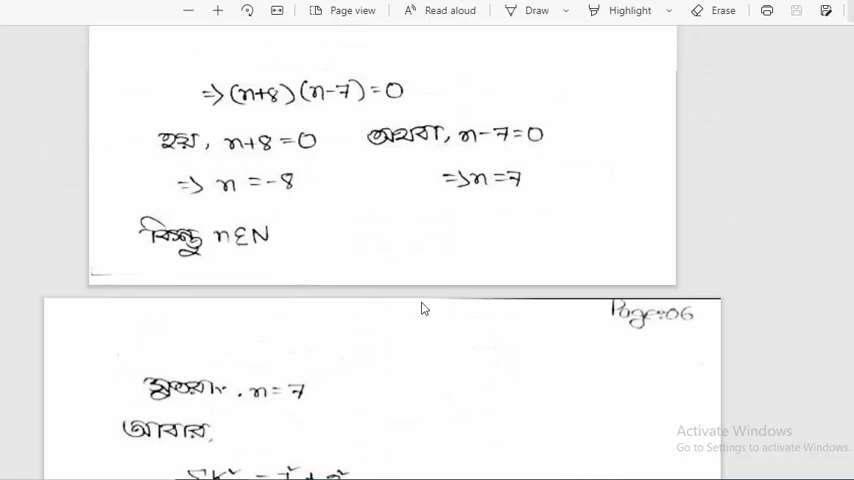 Page view Read aloud Draw Highlight Erase
⇒ (n+8)(n-7)=0
হয়, n+8=0 অথবা, n-7=0
⇒ n = -8 ⇒ n = 7
কিন্তু n∈N
Page: 06
সুতরাং, n = 7
আবার,
Activate Windows
Go to Settings to activate Windows.